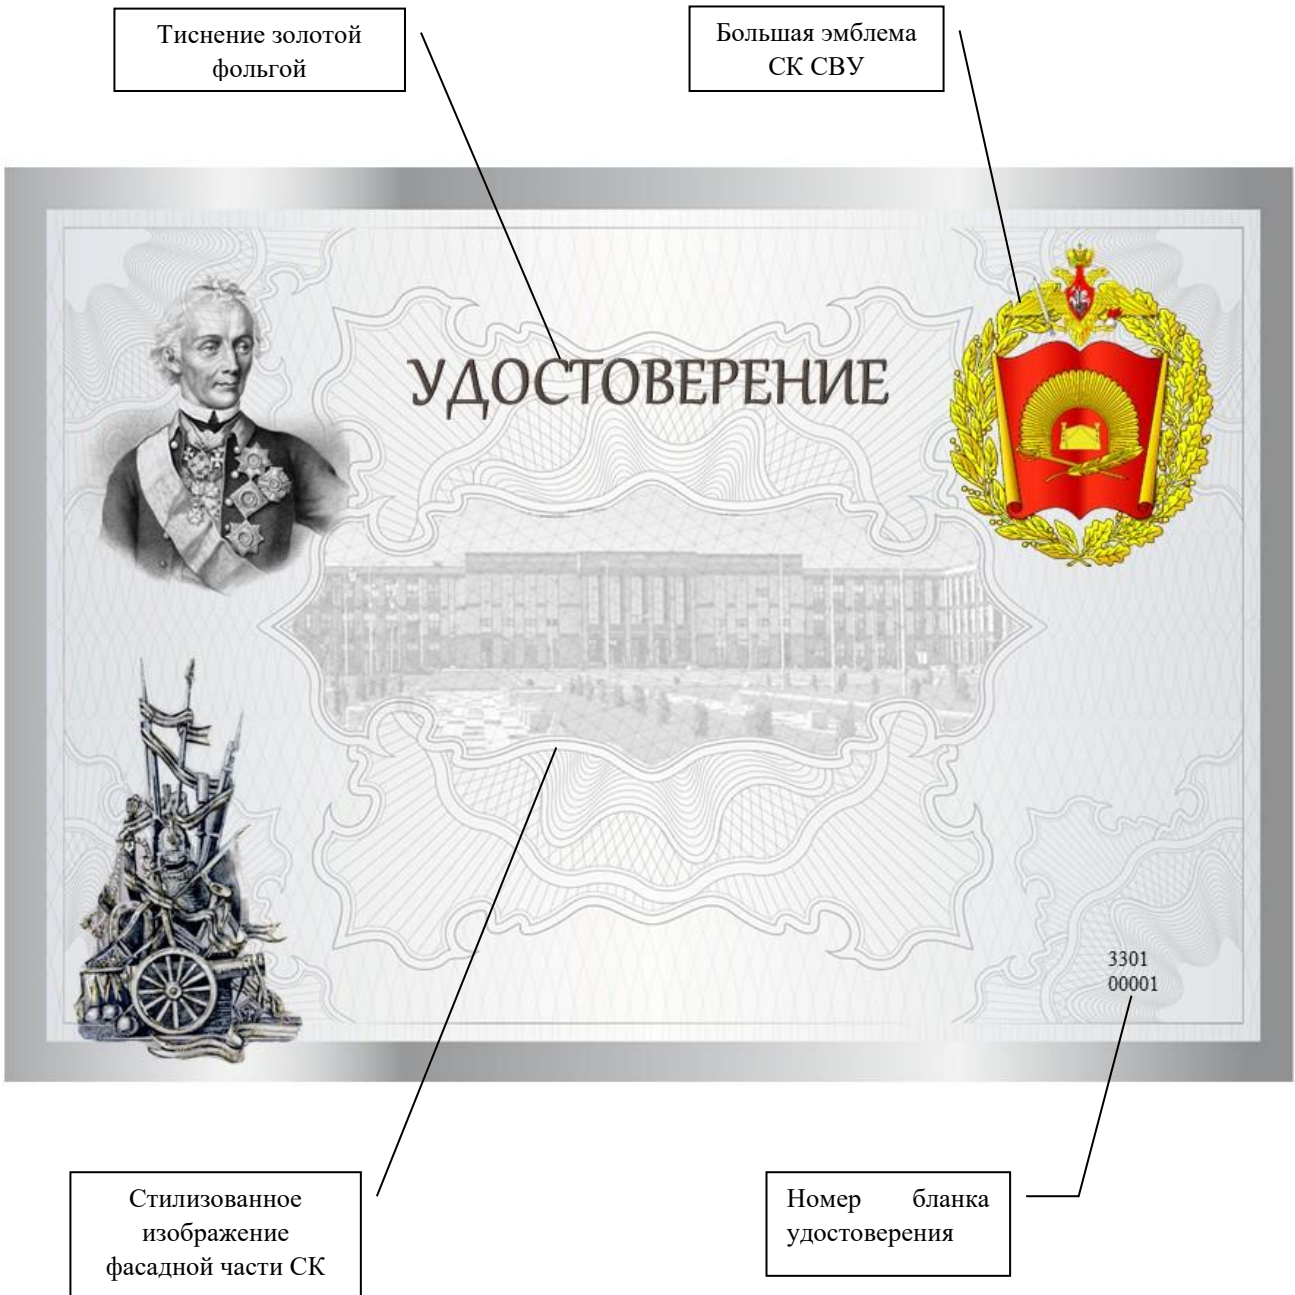 Тиснение золотой
фольгой
Большая эмблема
СК СВУ
УДОСТОВЕРЕНИЕ
3301
00001
Стилизованное
изображение
фасадной части СК
Номер бланка
удостоверения